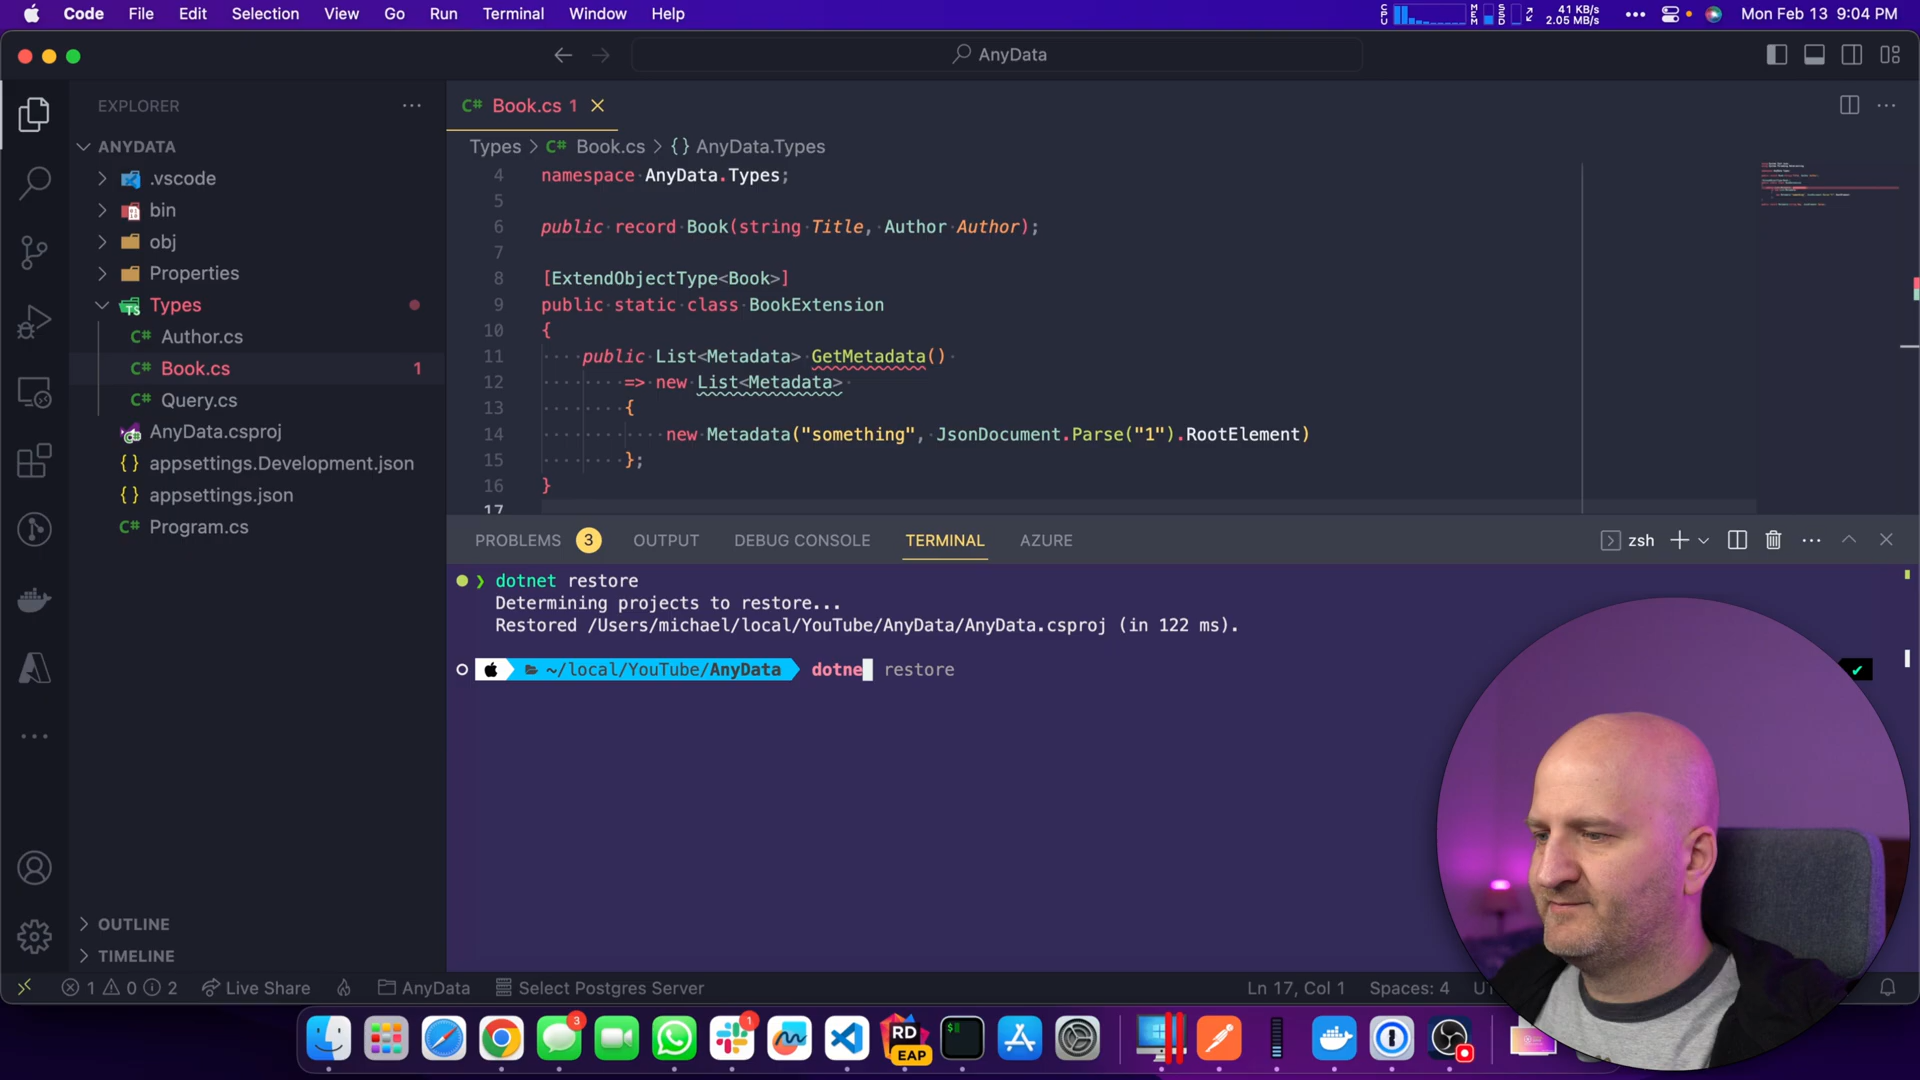 Code File Edit Selection View Go Run Terminal Window Help
CPU MEM SSD 41 KB/s 2.05 MB/s ••• Mon Feb 13 9:04 PM
AnyData
EXPLORER
ANYDATA
.vscode
bin
obj
Properties
Types
C# Author.cs
C# Book.cs 1
C# Query.cs
AnyData.csproj
{} appsettings.Development.json
{} appsettings.json
C# Program.cs
OUTLINE
TIMELINE
C# Book.cs 1
Types > C# Book.cs > {} AnyData.Types
4 namespace AnyData.Types;
5
6 public record Book(string Title, Author Author);
7
8 [ExtendObjectType<Book>]
9 public static class BookExtension
10 {
11 public List<Metadata> GetMetadata()
12 => new List<Metadata>
13 {
14 new Metadata("something", JsonDocument.Parse("1").RootElement)
15 };
16 }
17
PROBLEMS 3 OUTPUT DEBUG CONSOLE TERMINAL AZURE zsh
❯ dotnet restore
Determining projects to restore...
Restored /Users/michael/local/YouTube/AnyData/AnyData.csproj (in 122 ms).
~/local/YouTube/AnyData dotne restore
1 0 2 Live Share AnyData Select Postgres Server Ln 17, Col 1 Spaces: 4
3 1 RD EAP $